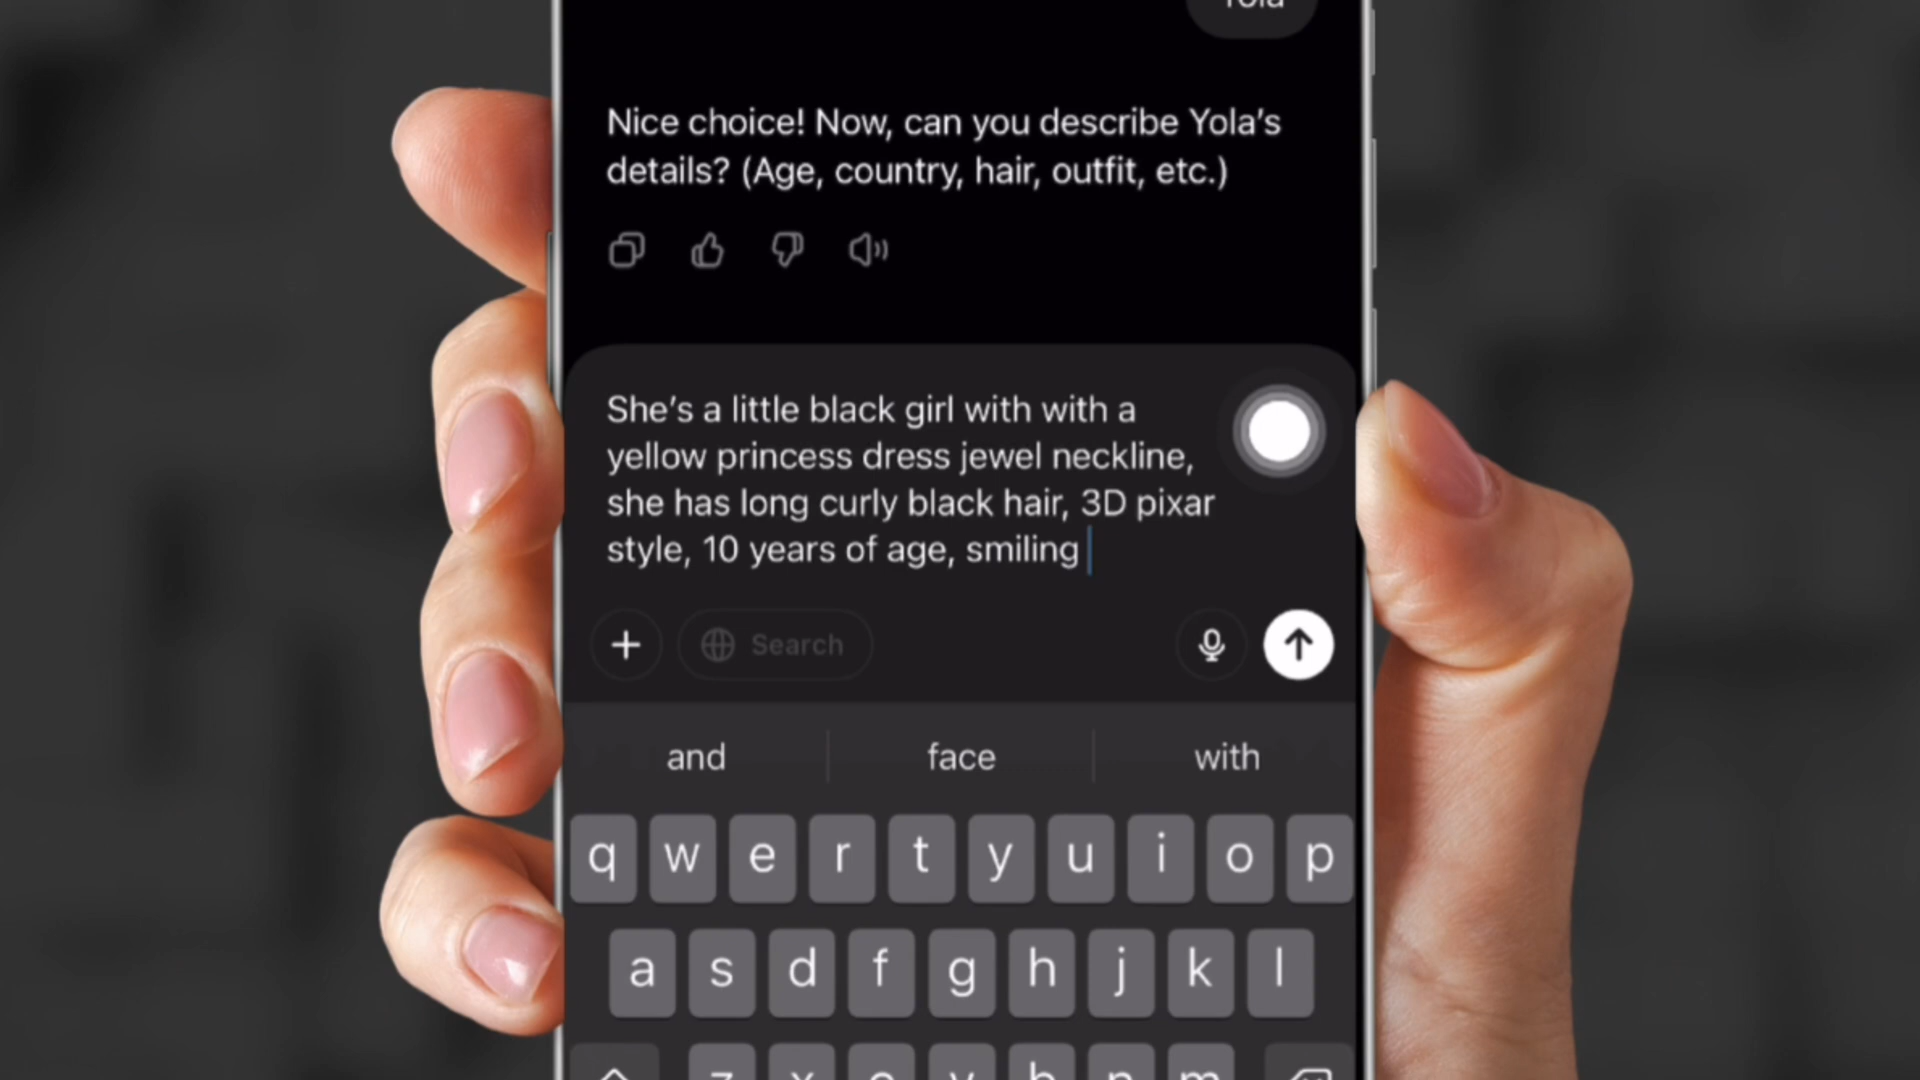 Yola
Nice choice! Now, can you describe Yola’s
details? (Age, country, hair, outfit, etc.)
She’s a little black girl with with a
yellow princess dress jewel neckline,
she has long curly black hair, 3D pixar
style, 10 years of age, smiling
Search
and face with
q w e r t y u i o p
a s d f g h j k l
z x c v b n m